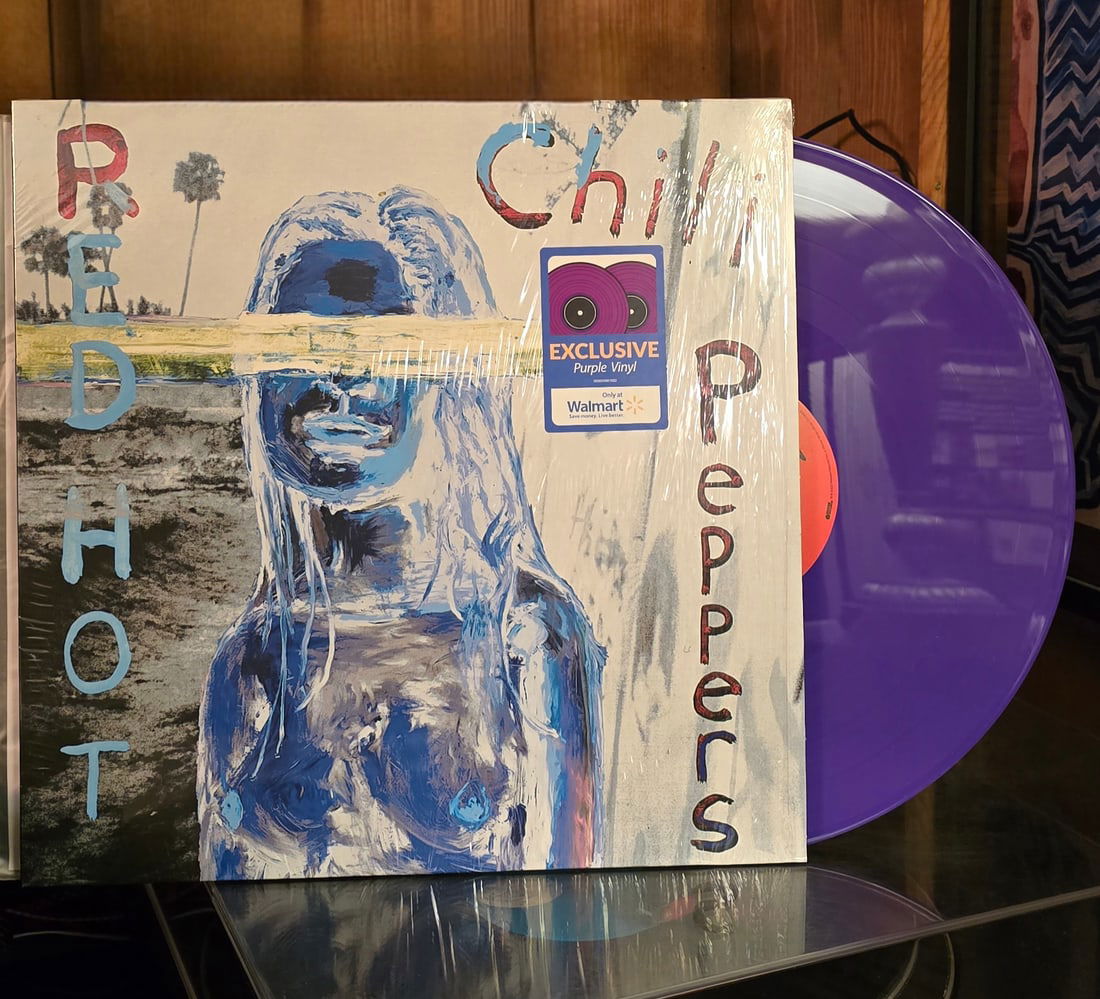 RED HOT
Chili
Peppers
EXCLUSIVE
Purple Vinyl
Only at
Walmart
Save money. Live better.